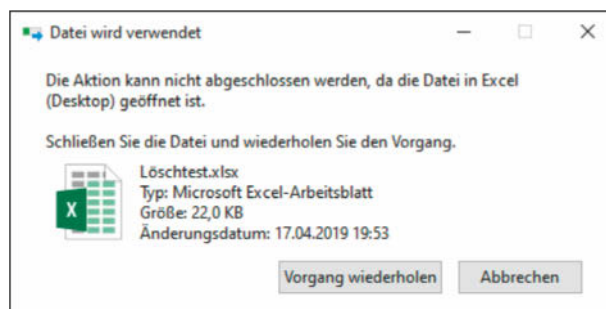 Datei wird verwendet
Die Aktion kann nicht abgeschlossen werden, da die Datei in Excel
(Desktop) geöffnet ist.
Schließen Sie die Datei und wiederholen Sie den Vorgang.
X
Löschtest.xlsx
Typ: Microsoft Excel-Arbeitsblatt
Größe: 22,0 KB
Änderungsdatum: 17.04.2019 19:53
Vorgang wiederholen
Abbrechen